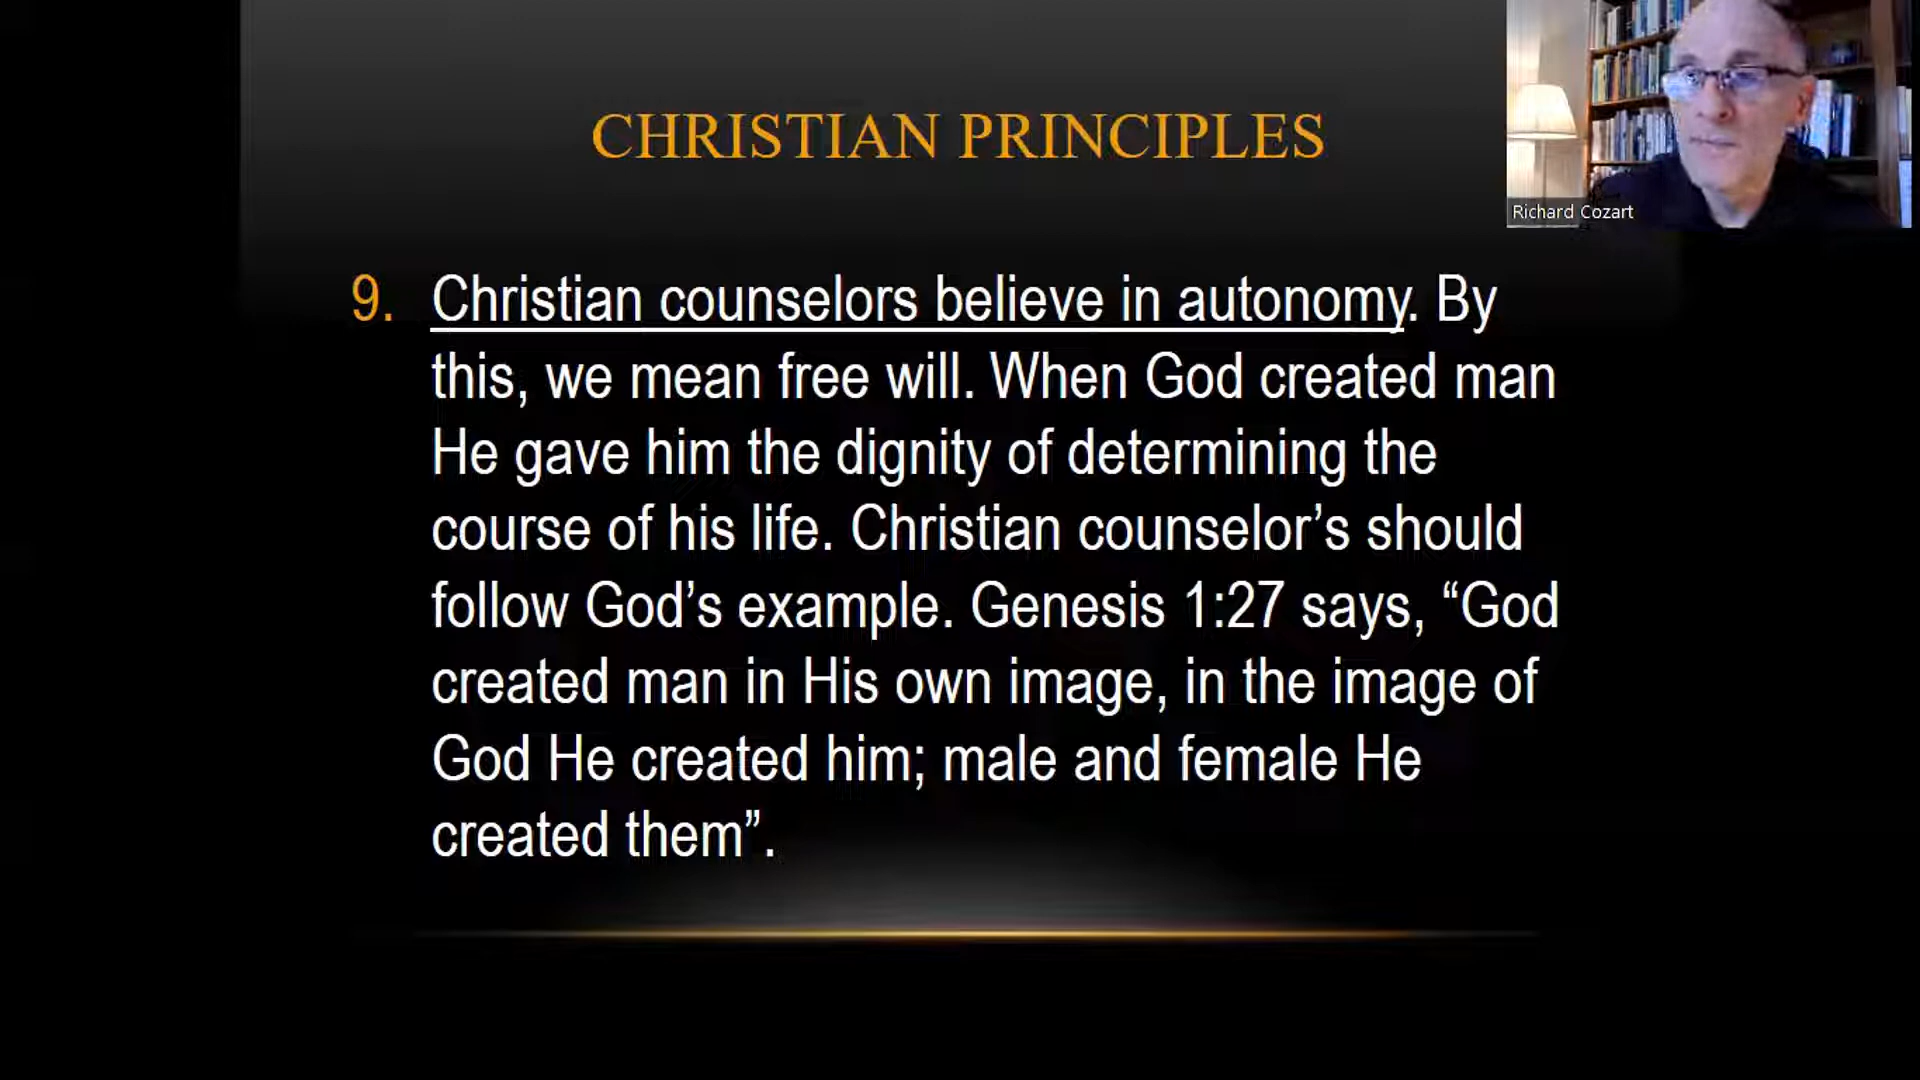 CHRISTIAN PRINCIPLES
Richard Cozart
9. Christian counselors believe in autonomy. By
this, we mean free will. When God created man
He gave him the dignity of determining the
course of his life. Christian counselor’s should
follow God’s example. Genesis 1:27 says, “God
created man in His own image, in the image of
God He created him; male and female He
created them”.